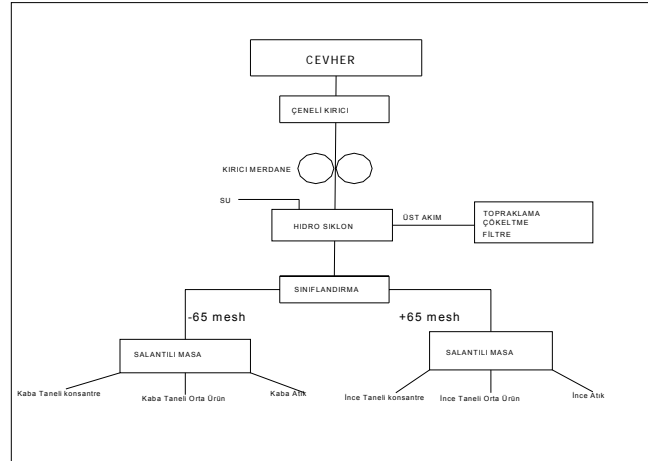 CEVHER
ÇENELİ KIRICI
KIRICI MERDANE
SU
HIDRO SIKLON
ÜST AKIM
TOPRAKLAMA
ÇÖKELTME
FİLTRE
SINIFLANDIRMA
-65 mesh
+65 mesh
SALANTILI MASA
SALANTILI MASA
Kaba Taneli konsantre
Kaba Taneli Orta Ürün
Kaba Atık
İnce Taneli konsantre
İnce Taneli Orta Ürün
İnce Atık